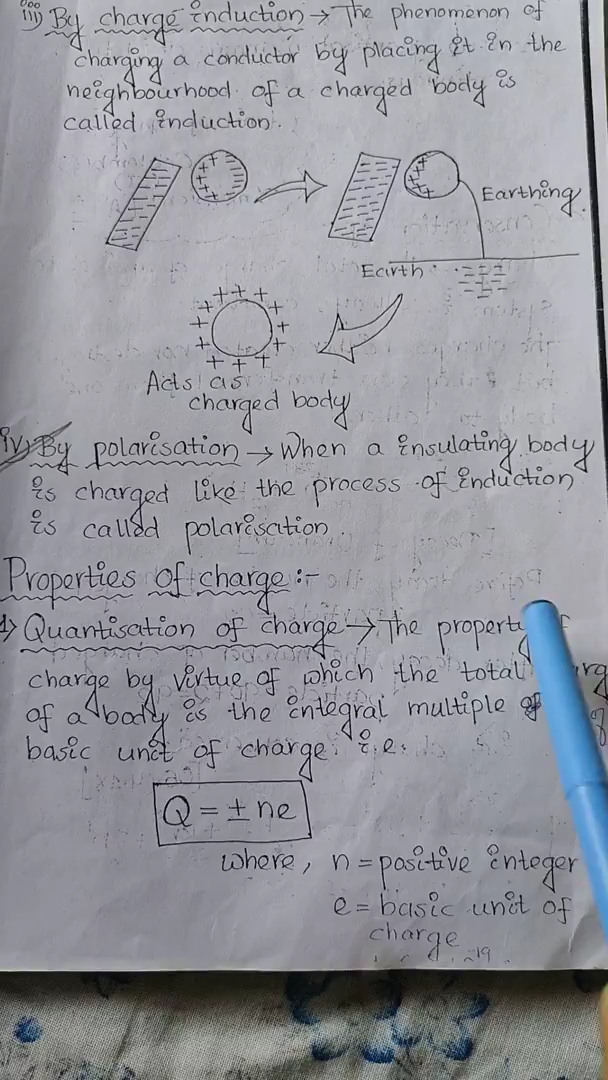 iii) By charge induction → The phenomenon of
charging a conductor by placing it in the
neighbourhood of a charged body is
called induction.
Earthing
Earth
Acts as
charged body
iv) By polarisation → When a insulating body
is charged like the process of induction
is called polarisation
Properties of charge :-
1) Quantisation of charge → The property
charge by virtue of which the total
of a body is the integral multiple of
basic unit of charge. i.e.
Q = ± ne
where, n = positive integer
e = basic unit of
charge